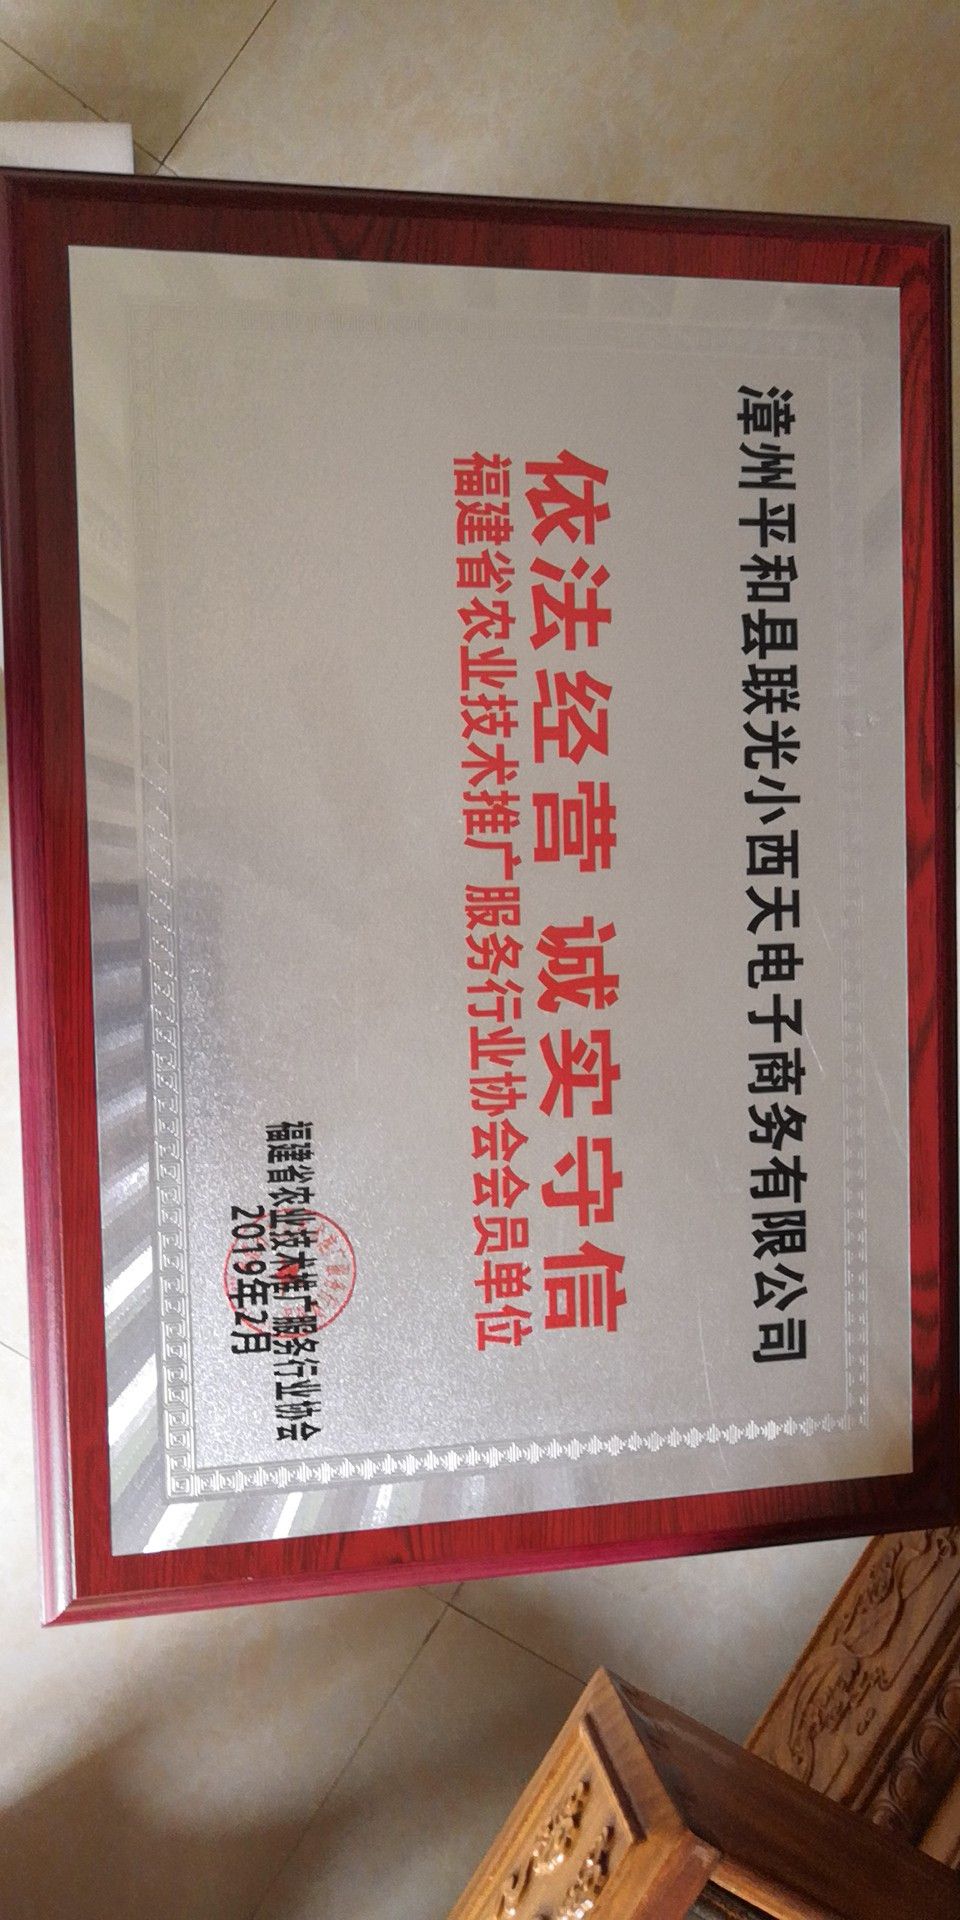 漳州平和县联光小西天电子商务有限公司
依法经营 诚实守信
福建省农业技术推广服务行业协会会员单位
福建省农业技术推广服务行业协会
2019年2月